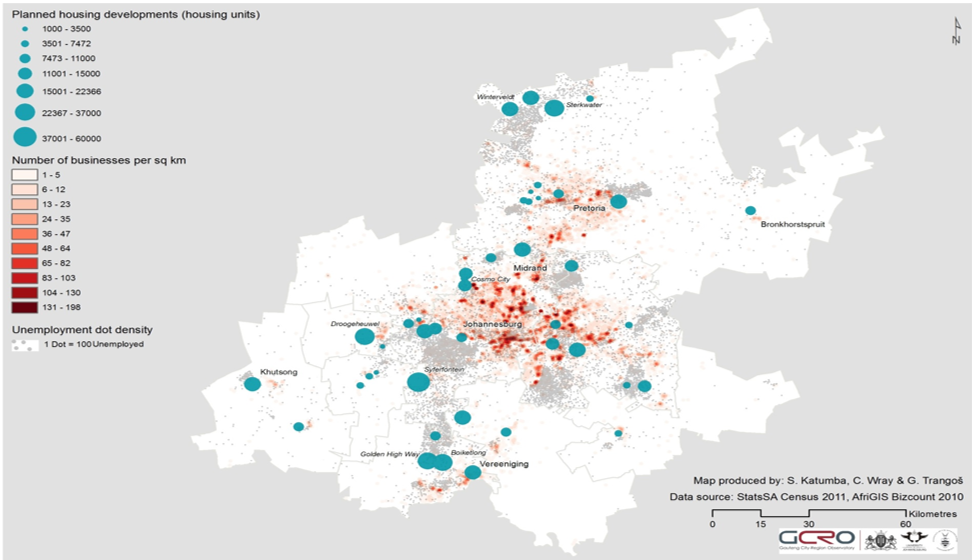 Planned housing developments (housing units)
1000 - 3500
3501 - 7472
7473 - 11000
11001 - 15000
15001 - 22366
22367 - 37000
37001 - 60000
Number of businesses per sq km
1 - 5
6 - 12
13 - 23
24 - 35
36 - 47
48 - 64
65 - 82
83 - 103
104 - 130
131 - 198
Unemployment dot density
1 Dot = 100 Unemployed
N
Winterveldt
Sterkwater
Pretoria
Bronkhorstspruit
Midrand
Cosmo City
Droogeheuwel
Johannesburg
Syferfontein
Khutsong
Golden High Way
Boiketlong
Vereeniging
Map produced by: S. Katumba, C. Wray & G. Trangoš
Data source: StatsSA Census 2011, AfriGIS Bizcount 2010
Kilometres
0 15 30 60
GCRO
Gauteng City-Region Observatory